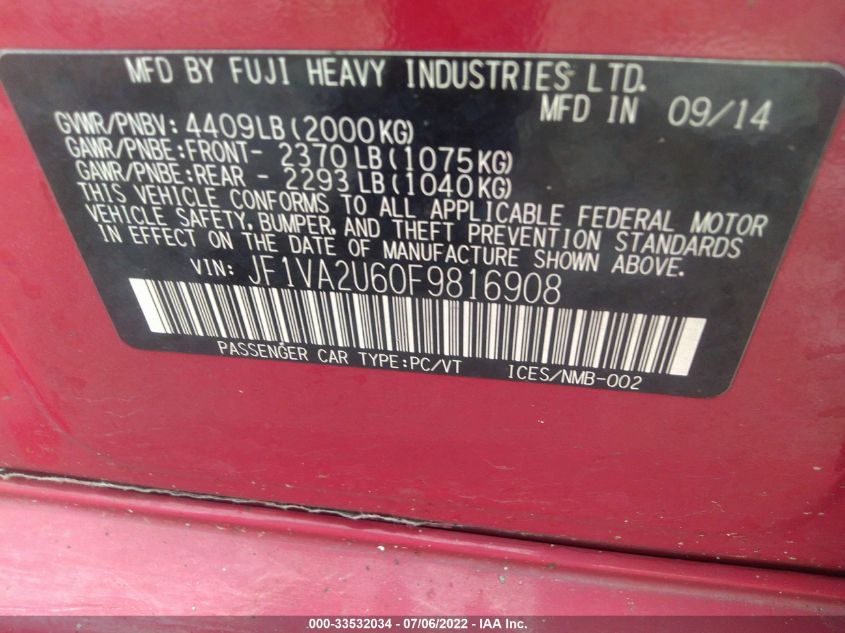 MFD BY FUJI HEAVY INDUSTRIES LTD.
MFD IN 09/14
GVWR/PNBV: 4409LB(2000KG)
GAWR/PNBE:FRONT- 2370LB(1075KG)
GAWR/PNBE:REAR - 2293LB(1040KG)
THIS VEHICLE CONFORMS TO ALL APPLICABLE FEDERAL MOTOR
VEHICLE SAFETY, BUMPER, AND THEFT PREVENTION STANDARDS
IN EFFECT ON THE DATE OF MANUFACTURE SHOWN ABOVE.
VIN: JF1VA2U60F9816908
PASSENGER CAR TYPE:PC/VT ICES/NMB-002
000-33532034 - 07/06/2022 - IAA Inc.